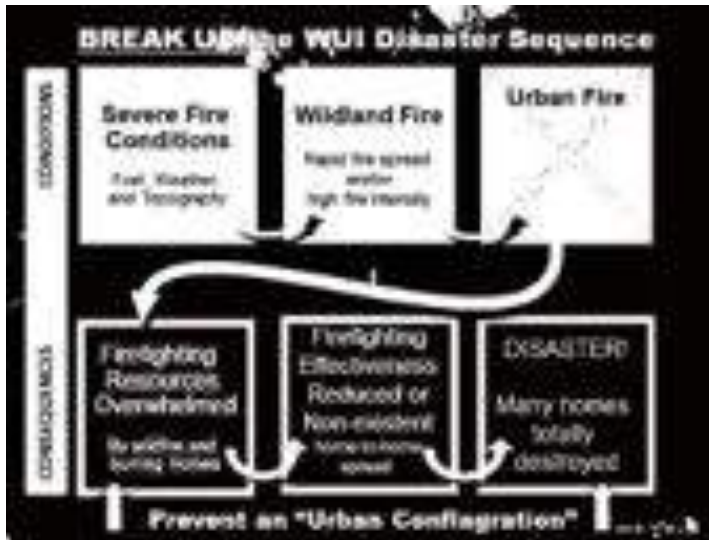 BREAK UP the WUI Disaster Sequence
CONDITIONS
Severe Fire
Conditions
Fuel, Weather,
and Topography
Wildland Fire
Rapid fire spread
and/or
high fire intensity
Urban Fire
CONSEQUENCES
Firefighting
Resources
Overwhelmed
By wildfire and
burning homes
Firefighting
Effectiveness
Reduced or
Non-existent
home-to-home
spread
DISASTER!
Many homes
totally
destroyed
Prevent an "Urban Conflagration"